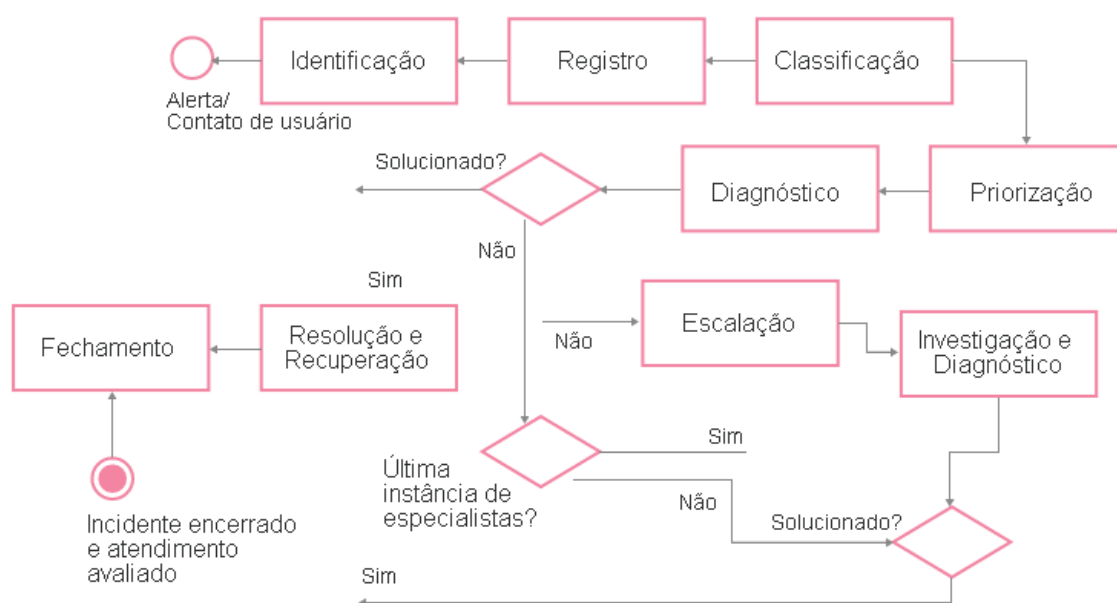 Identificação
Registro
Classificação
Alerta/
Contato de usuário
Solucionado?
Diagnóstico
Priorização
Não
Sim
Fechamento
Resolução e
Recuperação
Não
Escalação
Investigação e
Diagnóstico
Última
instância de
especialistas?
Sim
Não
Solucionado?
Incidente encerrado
e atendimento
avaliado
Sim